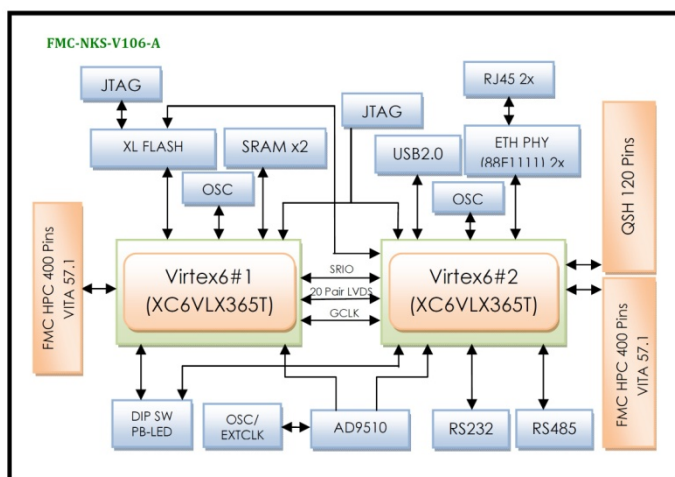 FMC-NKS-V106-A
JTAG
XL FLASH
SRAM x2
OSC
JTAG
USB2.0
RJ45 2x
ETH PHY
(88E1111) 2x
OSC
QSH 120 Pins
FMC HPC 400 Pins
VITA 57.1
Virtex6#1
(XC6VLX365T)
SRIO
20 Pair LVDS
GCLK
Virtex6#2
(XC6VLX365T)
FMC HPC 400 Pins
VITA 57.1
DIP SW
PB-LED
OSC/
EXTCLK
AD9510
RS232
RS485